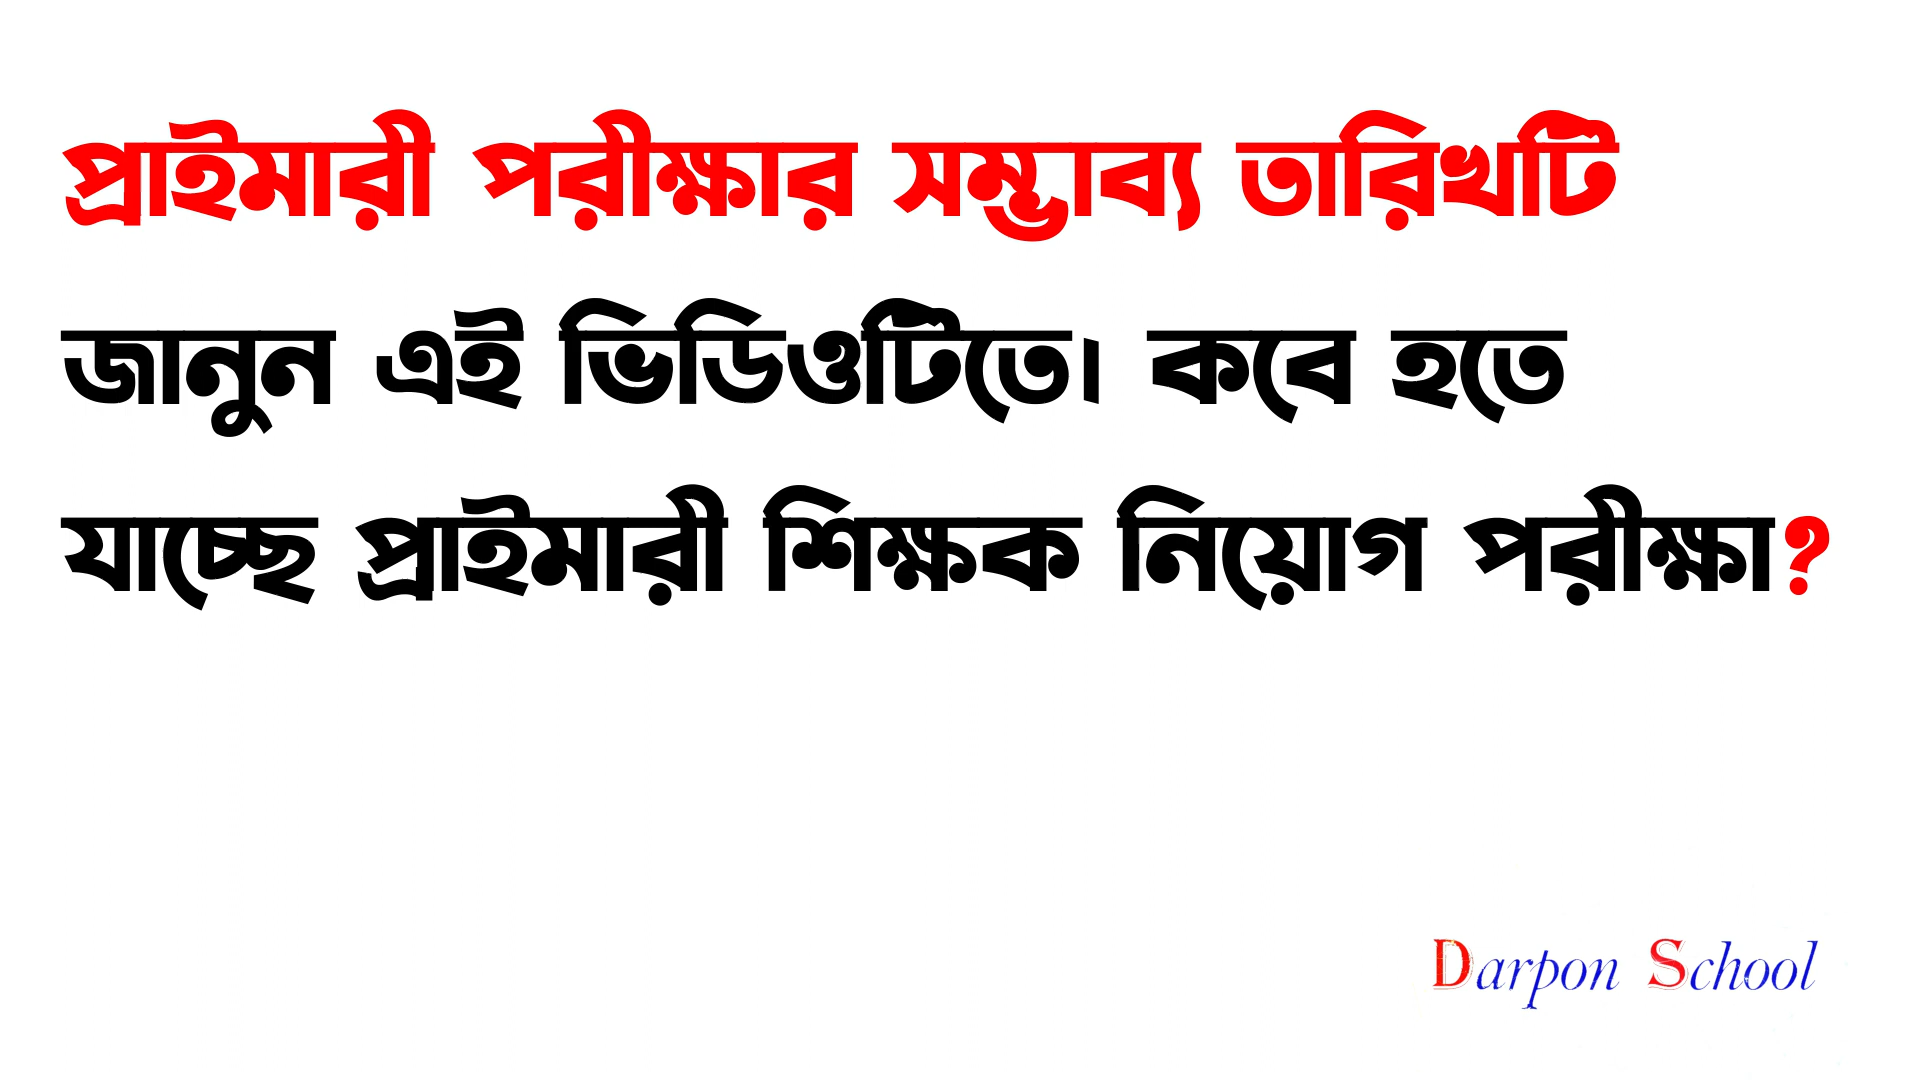 প্রাইমারী পরীক্ষার সম্ভাব্য তারিখটি
জানুন এই ভিডিওটিতে। কবে হতে
যাচ্ছে প্রাইমারী শিক্ষক নিয়োগ পরীক্ষা?
Darpon School